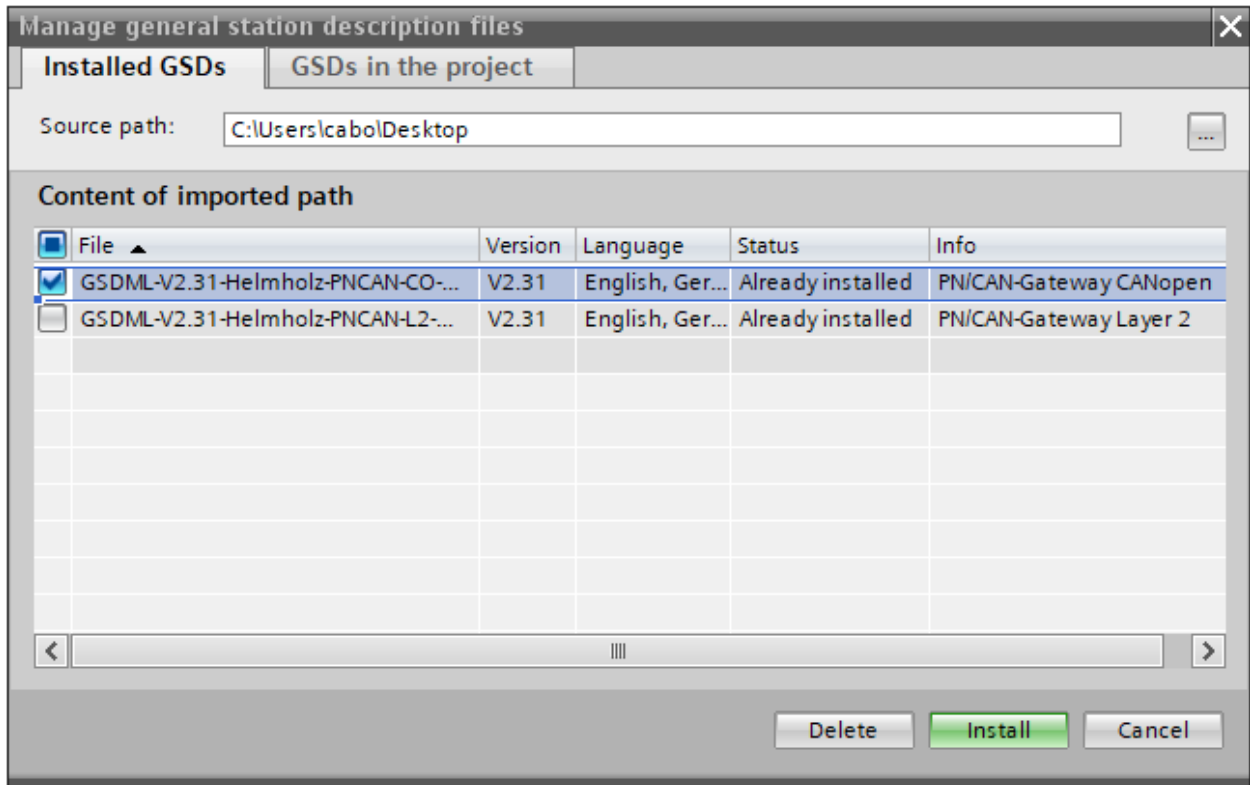 Manage general station description files
Installed GSDs GSDs in the project
Source path: C:\Users\cabo\Desktop ...
Content of imported path
File Version Language Status Info
GSDML-V2.31-Helmholz-PNCAN-CO-... V2.31 English, Ger... Already installed PN/CAN-Gateway CANopen
GSDML-V2.31-Helmholz-PNCAN-L2-... V2.31 English, Ger... Already installed PN/CAN-Gateway Layer 2
Delete Install Cancel